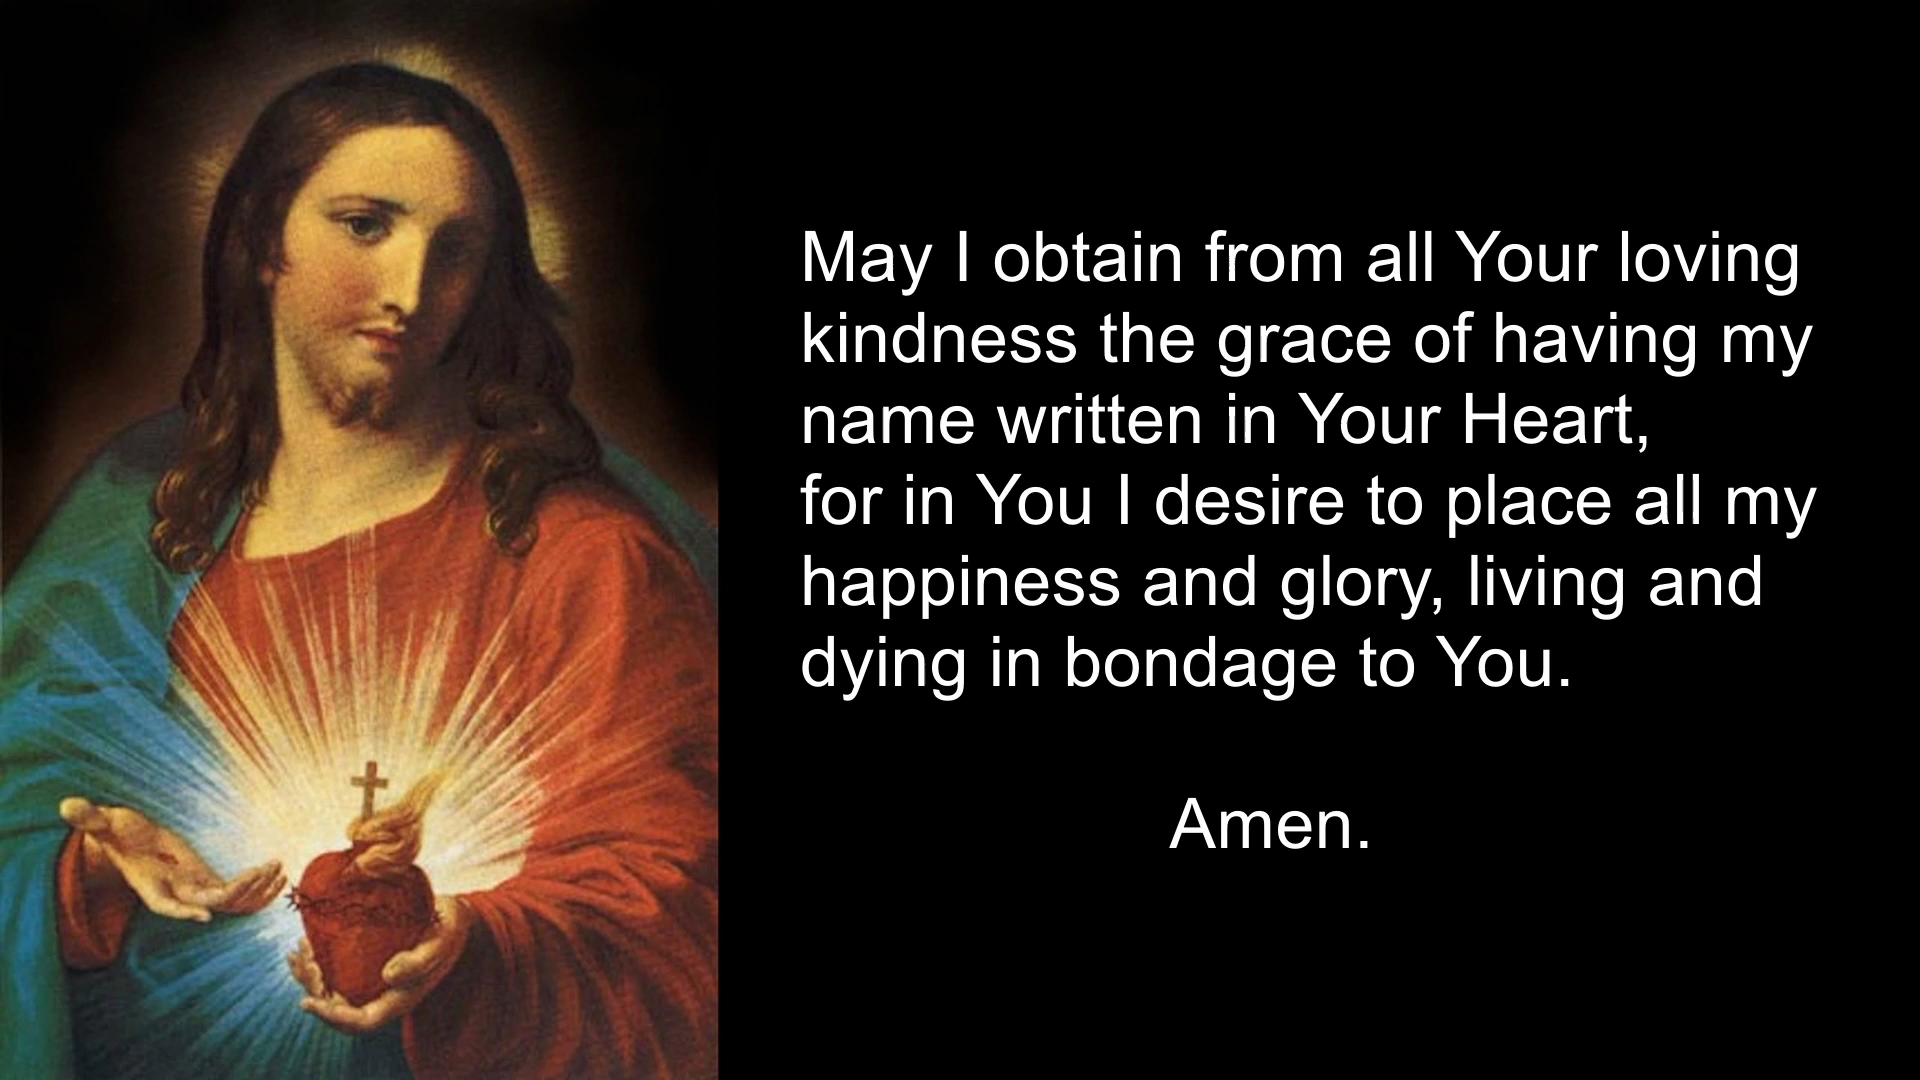 May I obtain from all Your loving
kindness the grace of having my
name written in Your Heart,
for in You I desire to place all my
happiness and glory, living and
dying in bondage to You.
Amen.